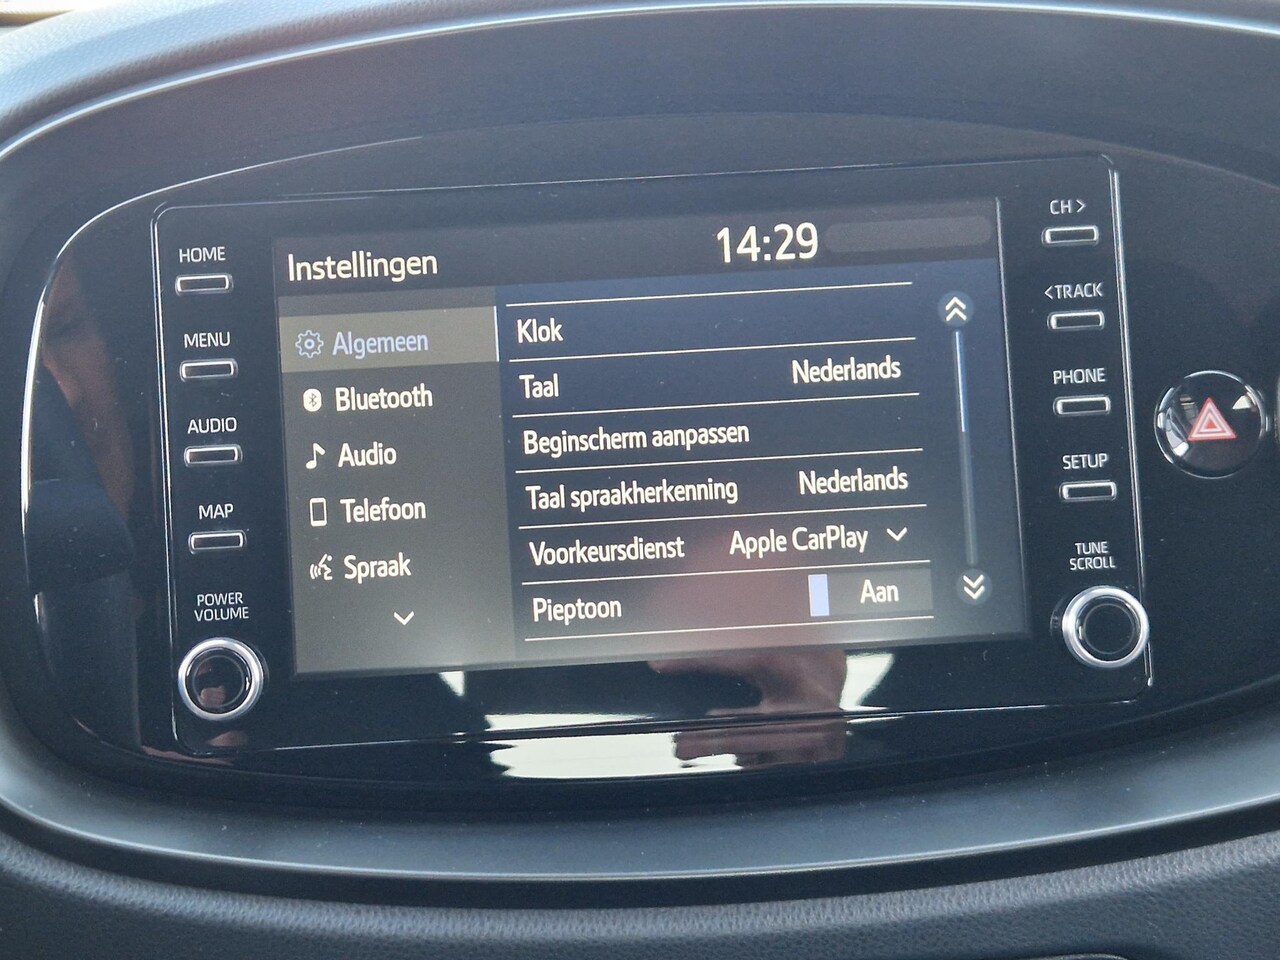 HOME
MENU
AUDIO
MAP
POWER
VOLUME
Instellingen
14:29
Algemeen
Bluetooth
Audio
Telefoon
Spraak
Klok
Taal Nederlands
Beginscherm aanpassen
Taal spraakherkenning Nederlands
Voorkeursdienst Apple CarPlay
Pieptoon Aan
CH >
< TRACK
PHONE
SETUP
TUNE
SCROLL